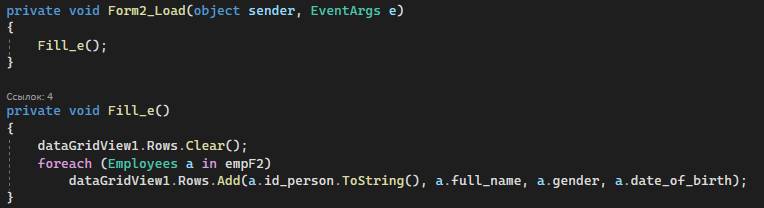 private void Form2_Load(object sender, EventArgs e)
{
    Fill_e();
}
Ссылок: 4
private void Fill_e()
{
    dataGridView1.Rows.Clear();
    foreach (Employees a in empF2)
        dataGridView1.Rows.Add(a.id_person.ToString(), a.full_name, a.gender, a.date_of_birth);
}